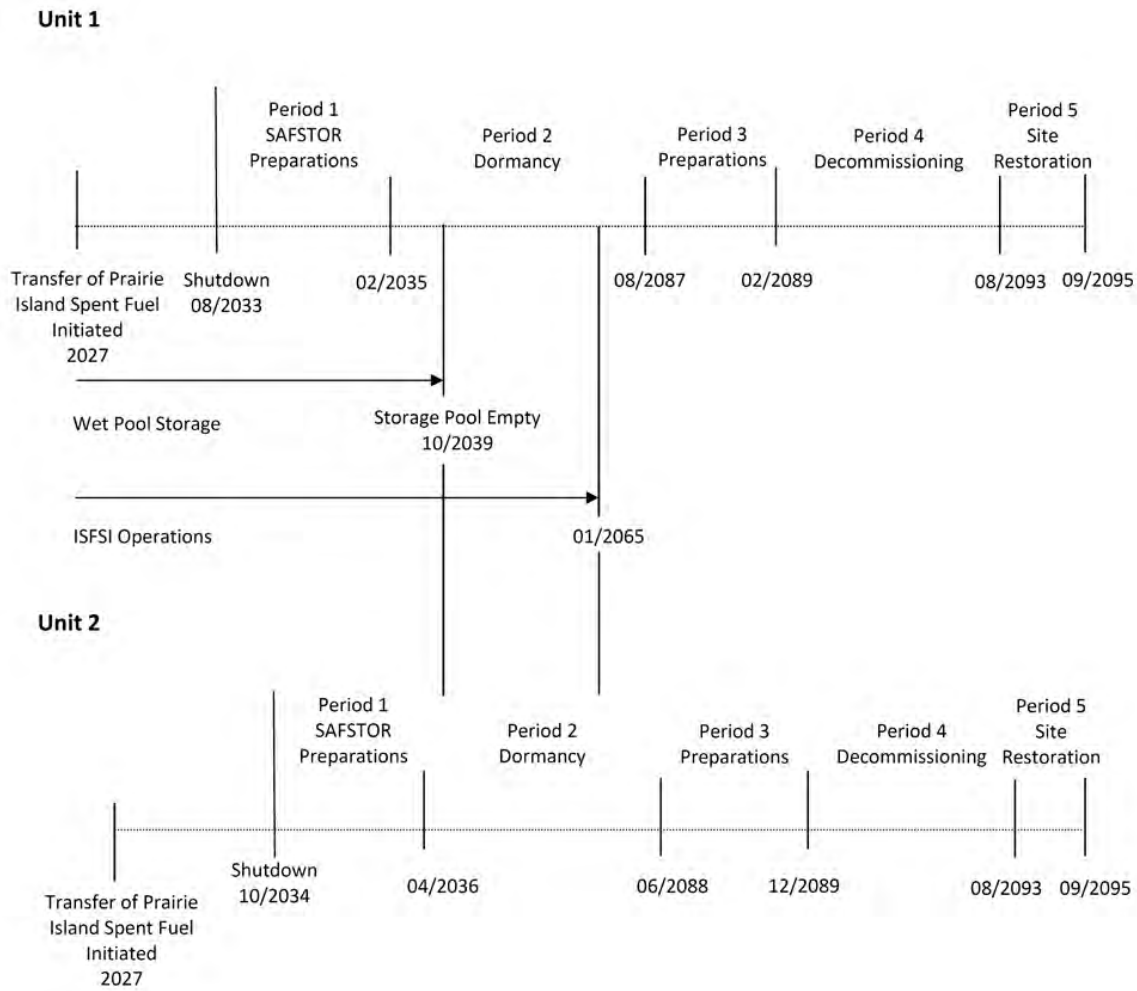 Unit 1
Period 1
SAFSTOR
Preparations
Period 2
Dormancy
Period 3
Preparations
Period 4
Decommissioning
Period 5
Site
Restoration
Transfer of Prairie
Island Spent Fuel
Initiated
2027
Shutdown
08/2033
02/2035
08/2087
02/2089
08/2093
09/2095
Wet Pool Storage
Storage Pool Empty
10/2039
ISFSI Operations
01/2065
Unit 2
Period 1
SAFSTOR
Preparations
Period 2
Dormancy
Period 3
Preparations
Period 4
Decommissioning
Period 5
Site
Restoration
Transfer of Prairie
Island Spent Fuel
Initiated
2027
Shutdown
10/2034
04/2036
06/2088
12/2089
08/2093
09/2095